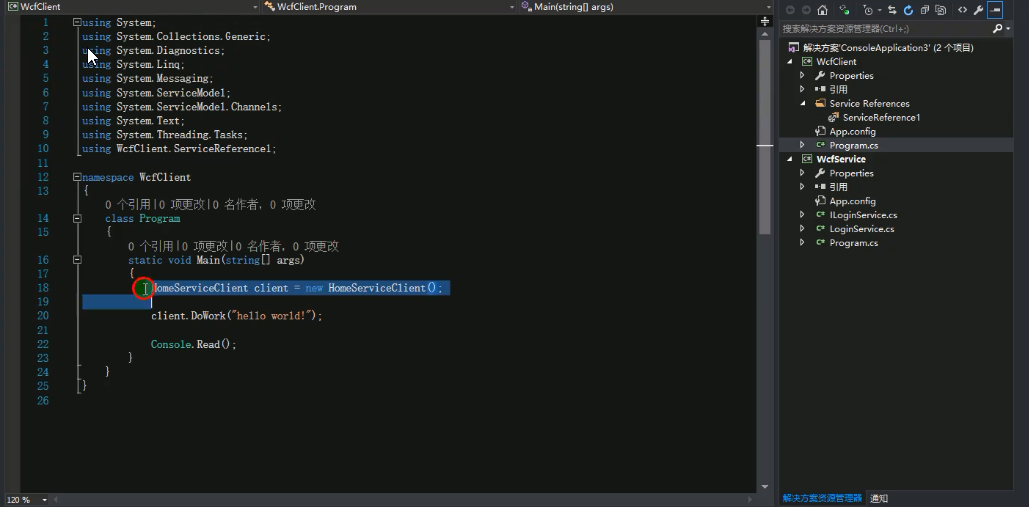 WcfClient
WcfClient.Program
Main(string[] args)
1 using System;
2 using System.Collections.Generic;
3 using System.Diagnostics;
4 using System.Linq;
5 using System.Messaging;
6 using System.ServiceModel;
7 using System.ServiceModel.Channels;
8 using System.Text;
9 using System.Threading.Tasks;
10 using WcfClient.ServiceReference1;
11
12 namespace WcfClient
13 {
0 个引用|0 项更改|0 名作者, 0 项更改
14 class Program
15 {
0 个引用|0 项更改|0 名作者, 0 项更改
16 static void Main(string[] args)
17 {
18 HomeServiceClient client = new HomeServiceClient();
19
20 client.DoWork("hello world!");
21
22 Console.Read();
23 }
24 }
25 }
26
120 %
搜索解决方案资源管理器(Ctrl+;)
解决方案'ConsoleApplication3' (2 个项目)
WcfClient
Properties
引用
Service References
ServiceReference1
App.config
Program.cs
WcfService
Properties
引用
App.config
ILoginService.cs
LoginService.cs
Program.cs
解决方案资源管理器 通知